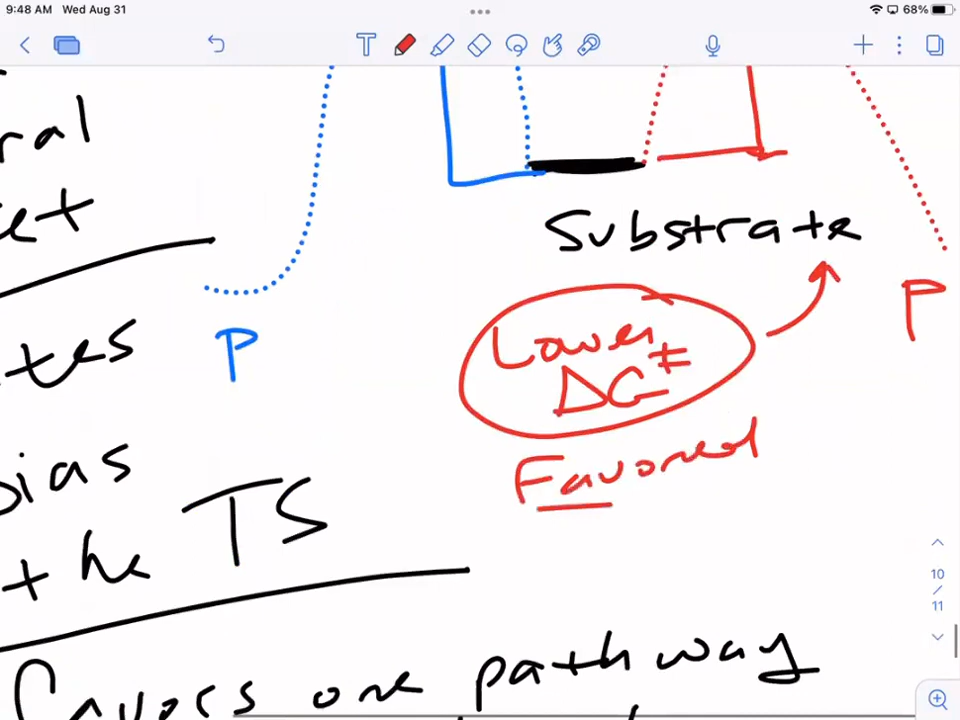 9:48 AM Wed Aug 31
68%
T
ral
et
Substrate
P
tes
P
Lower
ΔG‡
Favored
bias
the TS
10
/
11
Favors one pathway